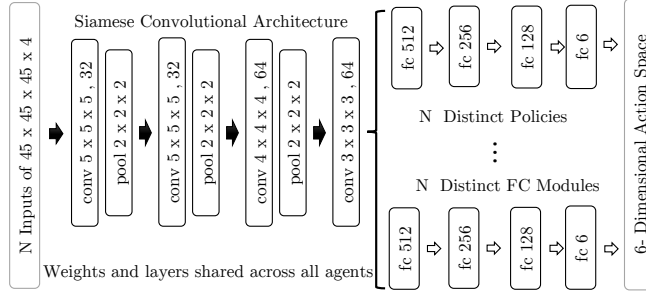 N Inputs of 45 x 45 x 45 x 4
Siamese Convolutional Architecture
conv 5 x 5 x 5 , 32
pool 2 x 2 x 2
conv 5 x 5 x 5 , 32
pool 2 x 2 x 2
conv 4 x 4 x 4 , 64
pool 2 x 2 x 2
conv 3 x 3 x 3 , 64
Weights and layers shared across all agents
fc 512
fc 256
fc 128
fc 6
N Distinct Policies
N Distinct FC Modules
fc 512
fc 256
fc 128
fc 6
6- Dimensional Action Space